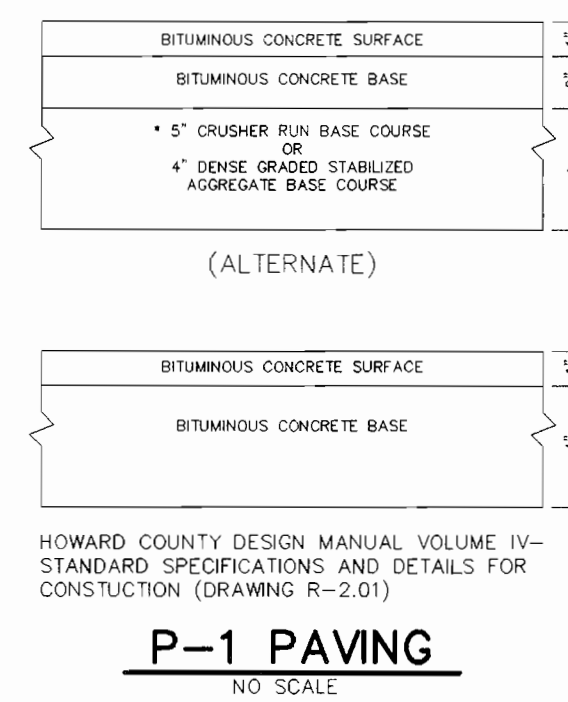 BITUMINOUS CONCRETE SURFACE
BITUMINOUS CONCRETE BASE
* 5" CRUSHER RUN BASE COURSE
OR
4" DENSE GRADED STABILIZED
AGGREGATE BASE COURSE
(ALTERNATE)
BITUMINOUS CONCRETE SURFACE
BITUMINOUS CONCRETE BASE
HOWARD COUNTY DESIGN MANUAL VOLUME IV-
STANDARD SPECIFICATIONS AND DETAILS FOR
CONSTUCTION (DRAWING R-2.01)
P-1 PAVING
NO SCALE